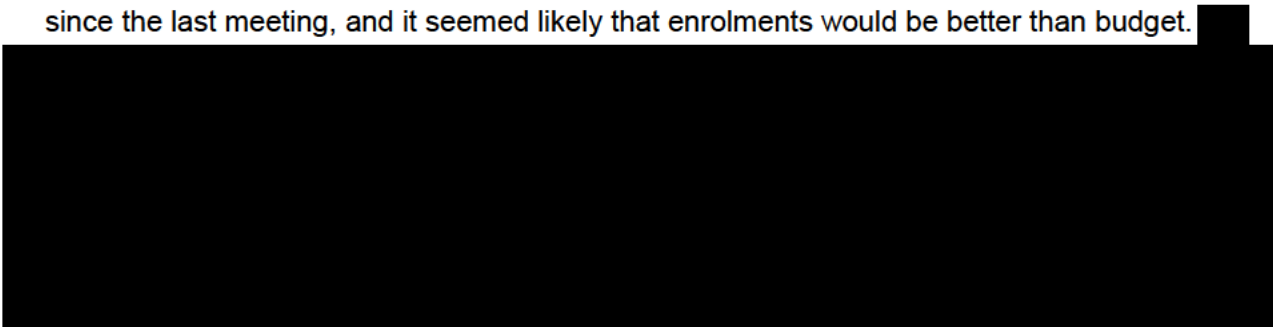 since the last meeting, and it seemed likely that enrolments would be better than budget.